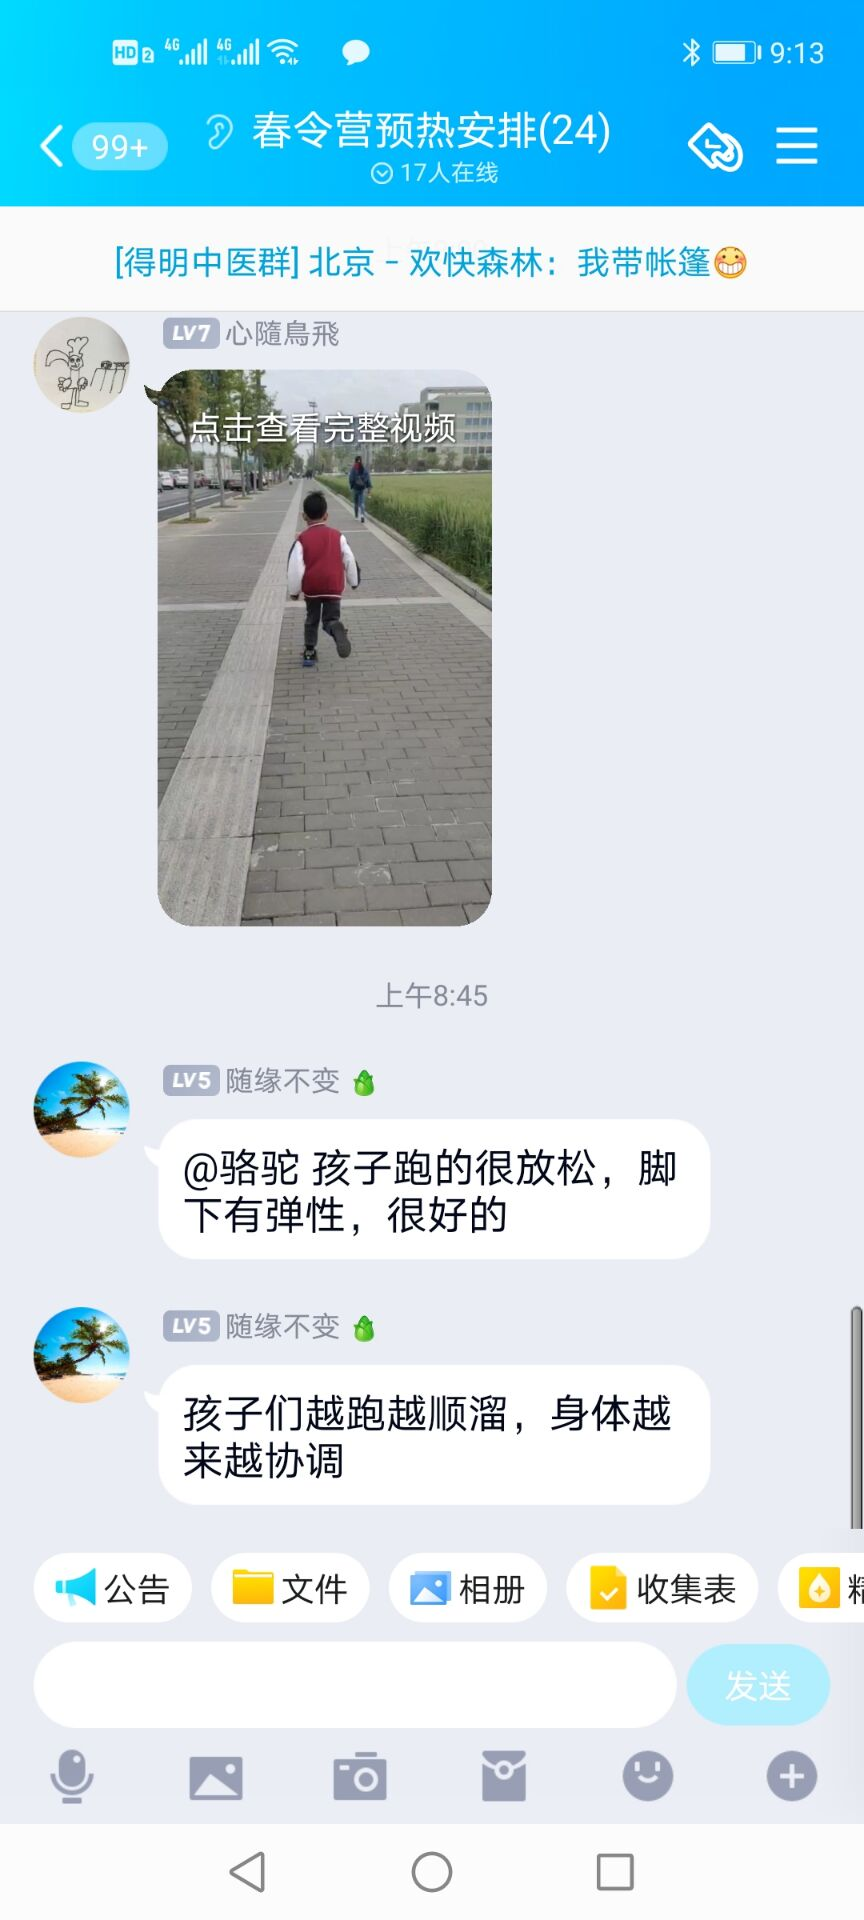 HD 2 4G 4G 9:13
99+ 春令营预热安排(24)
17人在线
[得明中医群] 北京 - 欢快森林：我带帐篷😁
LV7 心隨鳥飛
点击查看完整视频
上午8:45
LV5 随缘不变
@骆驼 孩子跑的很放松，脚
下有弹性，很好的
LV5 随缘不变
孩子们越跑越顺溜，身体越
来越协调
公告 文件 相册 收集表
发送